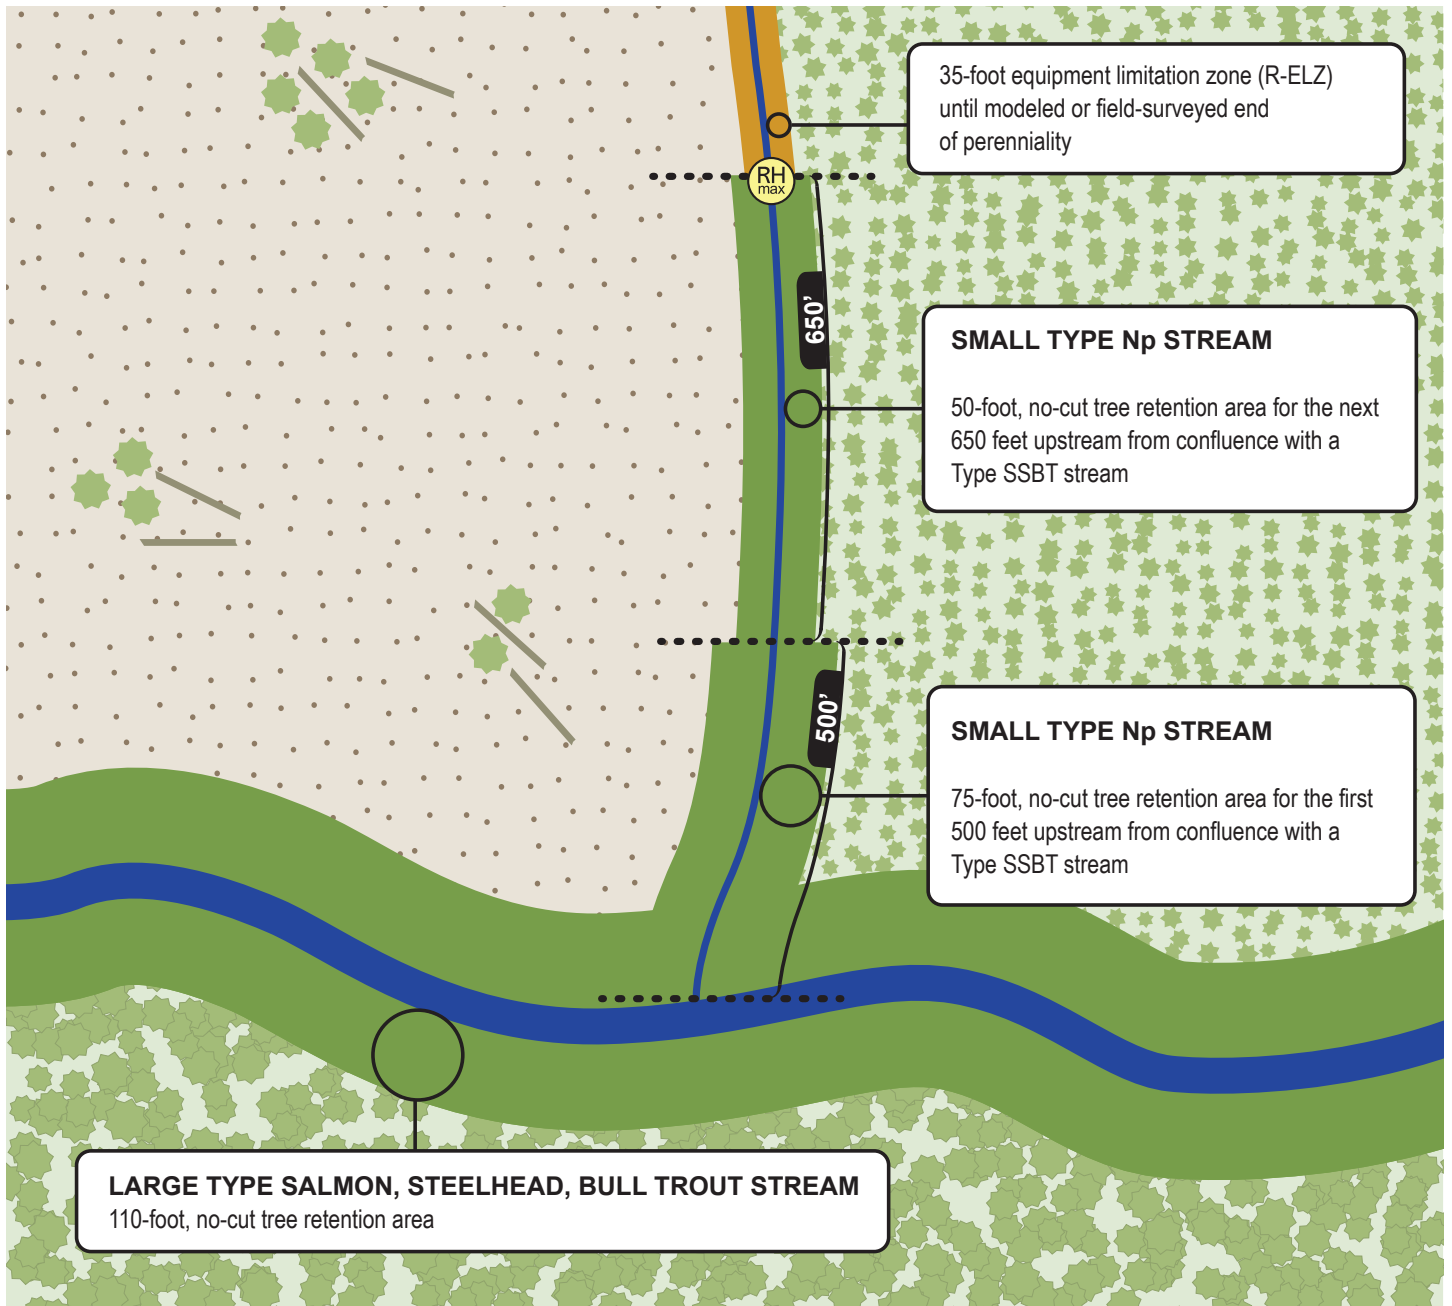 35-foot equipment limitation zone (R-ELZ)
until modeled or field-surveyed end
of perenniality
RH
max
650’
SMALL TYPE Np STREAM
50-foot, no-cut tree retention area for the next
650 feet upstream from confluence with a
Type SSBT stream
500’
SMALL TYPE Np STREAM
75-foot, no-cut tree retention area for the first
500 feet upstream from confluence with a
Type SSBT stream
LARGE TYPE SALMON, STEELHEAD, BULL TROUT STREAM
110-foot, no-cut tree retention area